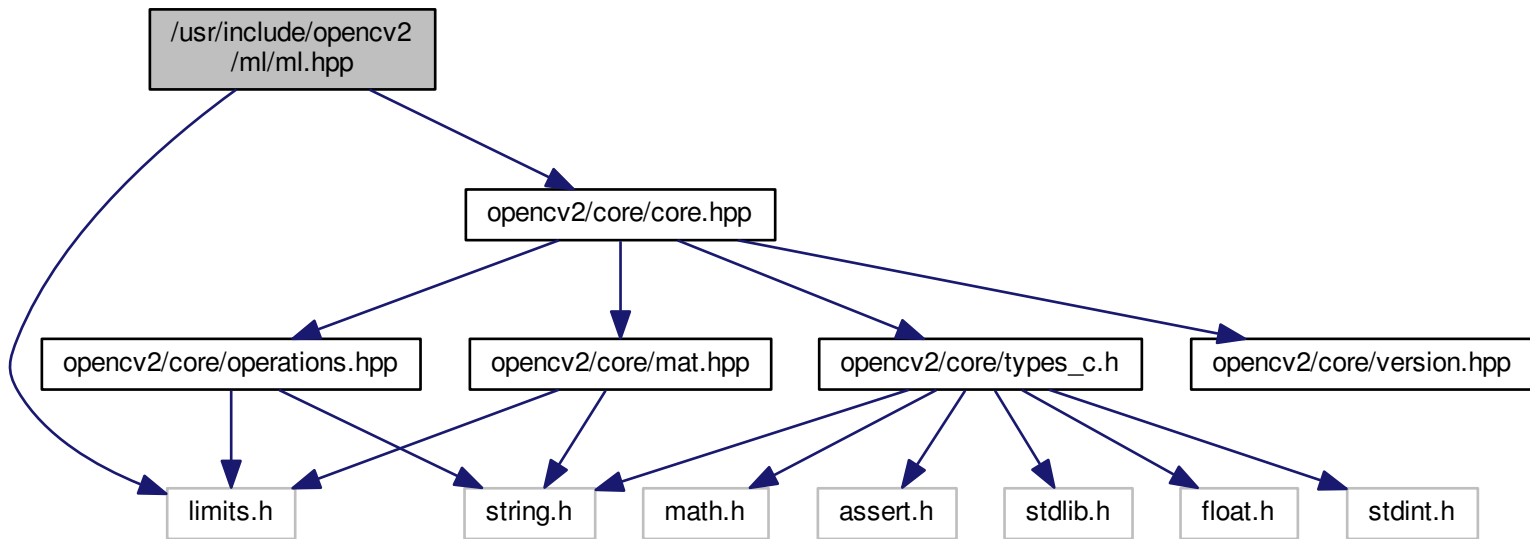 /usr/include/opencv2
/ml/ml.hpp
opencv2/core/core.hpp
opencv2/core/operations.hpp
opencv2/core/mat.hpp
opencv2/core/types_c.h
opencv2/core/version.hpp
limits.h
string.h
math.h
assert.h
stdlib.h
float.h
stdint.h